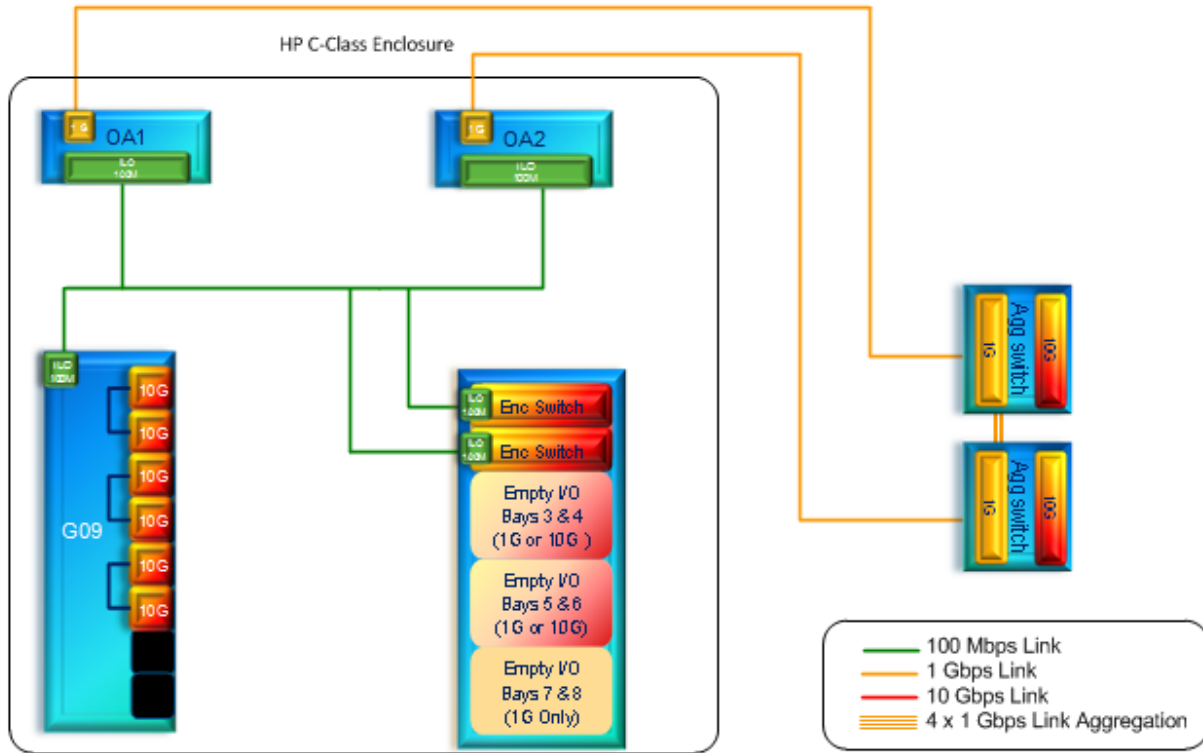 HP C-Class Enclosure
1G
OA1
ILO
100M
1G
OA2
ILO
100M
ILO
100M
10G
10G
10G
10G
10G
10G
G09
ILO
100M
Enc Switch
ILO
100M
Enc Switch
Empty I/O
Bays 3 & 4
(1G or 10G )
Empty I/O
Bays 5 & 6
(1G or 10G)
Empty I/O
Bays 7 & 8
(1G Only)
1G
Agg switch
10G
1G
Agg switch
10G
100 Mbps Link
1 Gbps Link
10 Gbps Link
4 x 1 Gbps Link Aggregation